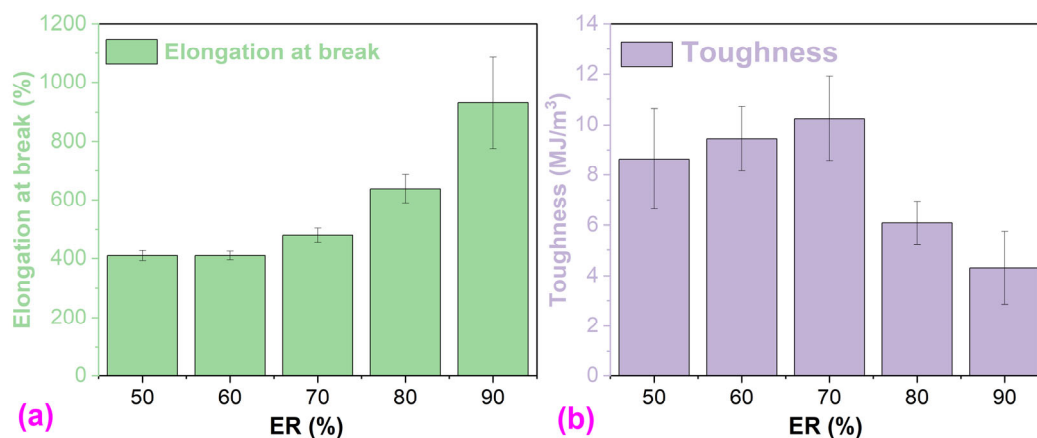 Elongation at break (%)
1200
1000
800
600
400
200
0
Elongation at break
50 60 70 80 90
ER (%)
(a)
Toughness (MJ/m³)
14
12
10
8
6
4
2
0
Toughness
50 60 70 80 90
ER (%)
(b)